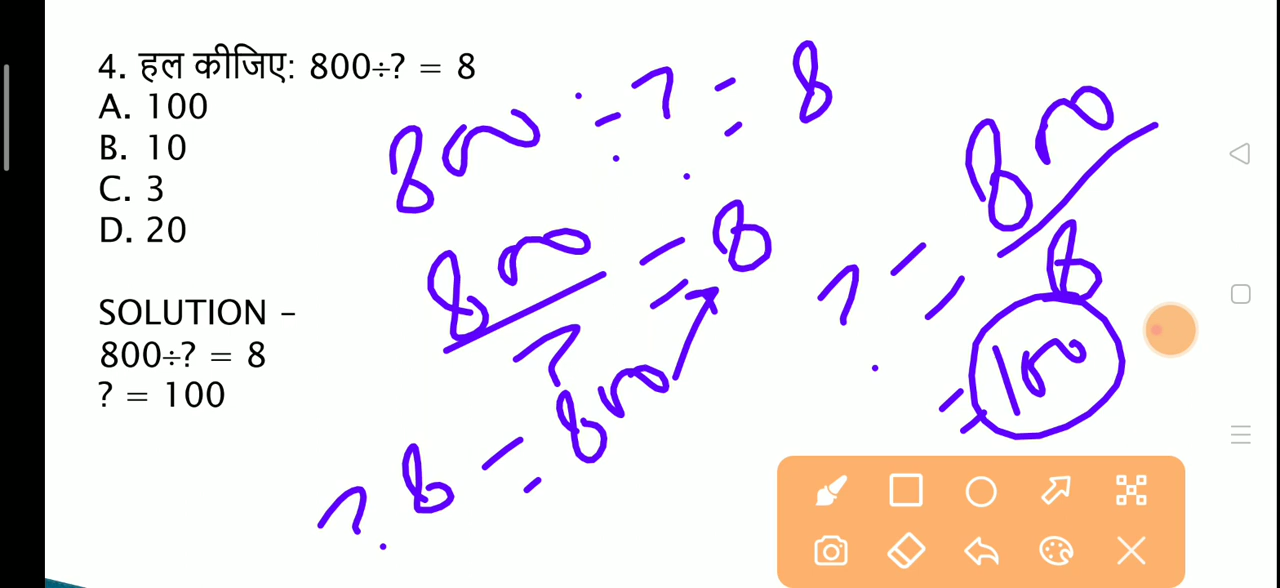 4. हल कीजिए: 800÷? = 8
A. 100
B. 10
C. 3
D. 20
SOLUTION –
800÷? = 8
? = 100
800 ÷ ? = 8
800/? = 8
? 8 = 800
? = 800/8
= 100